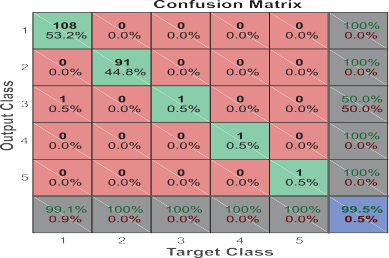 Confusion Matrix
1 108 0 0 0 0 100%
53.2% 0.0% 0.0% 0.0% 0.0% 0.0%
2 0 91 0 0 0 100%
0.0% 44.8% 0.0% 0.0% 0.0% 0.0%
3 1 0 1 0 0 50.0%
0.5% 0.0% 0.5% 0.0% 0.0% 50.0%
4 0 0 0 1 0 100%
0.0% 0.0% 0.0% 0.5% 0.0% 0.0%
5 0 0 0 0 1 100%
0.0% 0.0% 0.0% 0.0% 0.5% 0.0%
99.1% 100% 100% 100% 100% 99.5%
0.9% 0.0% 0.0% 0.0% 0.0% 0.5%
1 2 3 4 5
Target Class
Output Class